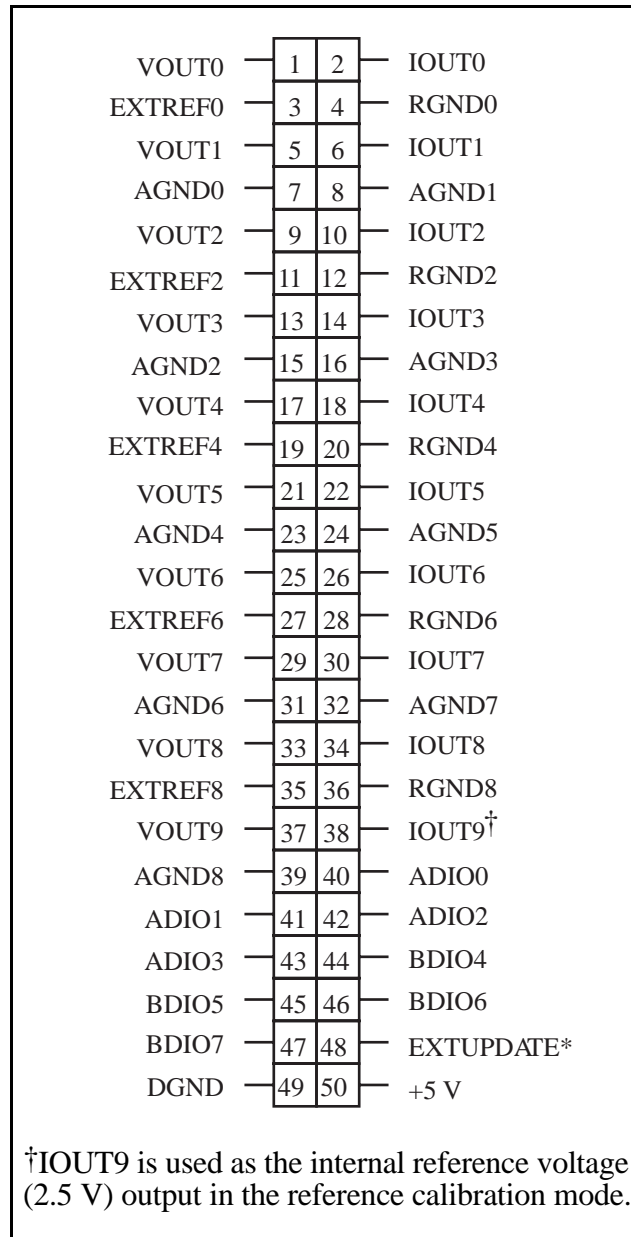 VOUT0 1 2 IOUT0
EXTREF0 3 4 RGND0
VOUT1 5 6 IOUT1
AGND0 7 8 AGND1
VOUT2 9 10 IOUT2
EXTREF2 11 12 RGND2
VOUT3 13 14 IOUT3
AGND2 15 16 AGND3
VOUT4 17 18 IOUT4
EXTREF4 19 20 RGND4
VOUT5 21 22 IOUT5
AGND4 23 24 AGND5
VOUT6 25 26 IOUT6
EXTREF6 27 28 RGND6
VOUT7 29 30 IOUT7
AGND6 31 32 AGND7
VOUT8 33 34 IOUT8
EXTREF8 35 36 RGND8
VOUT9 37 38 IOUT9†
AGND8 39 40 ADIO0
ADIO1 41 42 ADIO2
ADIO3 43 44 BDIO4
BDIO5 45 46 BDIO6
BDIO7 47 48 EXTUPDATE*
DGND 49 50 +5 V
†IOUT9 is used as the internal reference voltage
(2.5 V) output in the reference calibration mode.